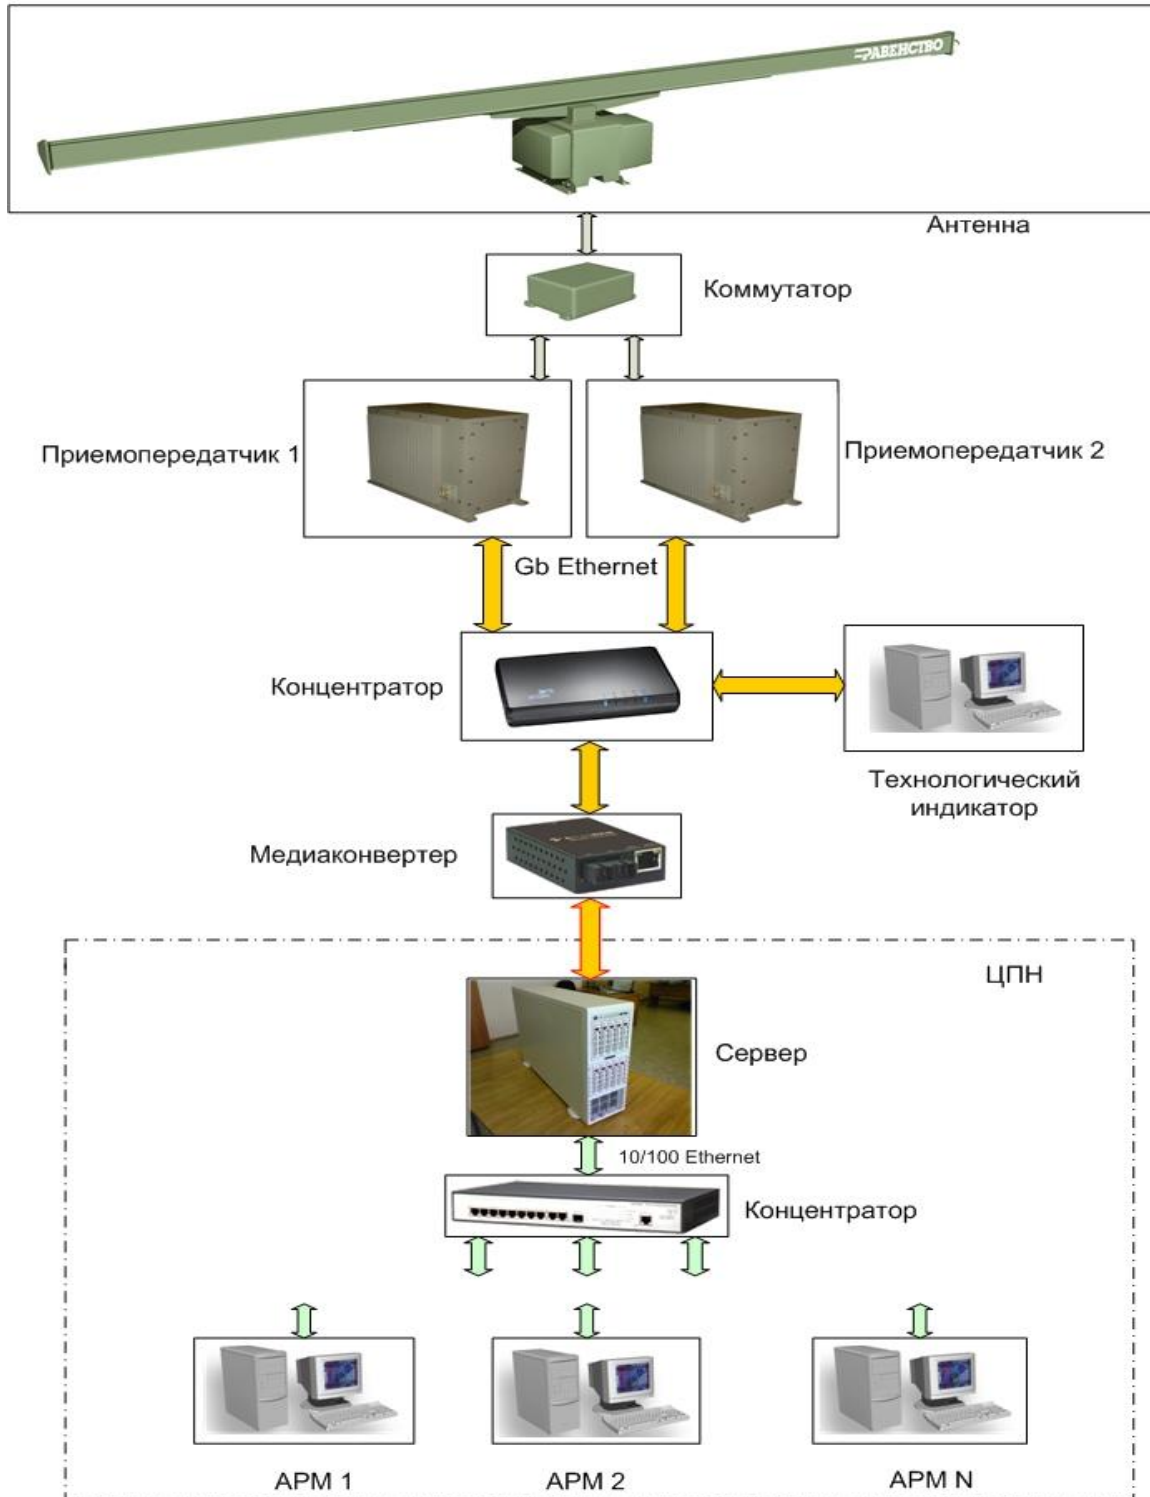 РАВЕНСТВО
Антенна
Коммутатор
Приемопередатчик 1
Приемопередатчик 2
Gb Ethernet
Концентратор
Технологический
индикатор
Медиаконвертер
ЦПН
Сервер
10/100 Ethernet
Концентратор
АРМ 1
АРМ 2
АРМ N